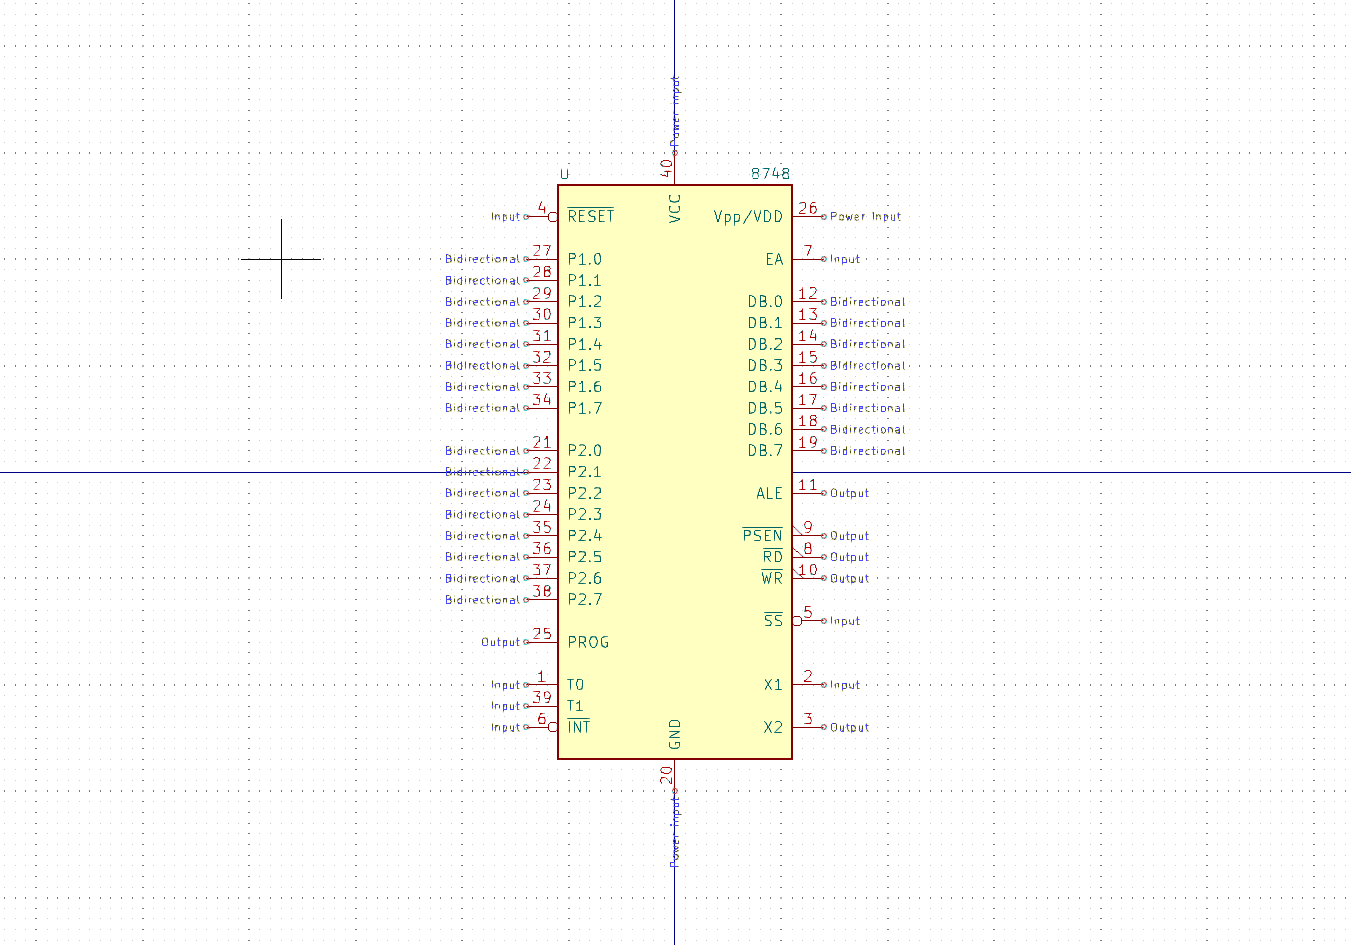 Power Input
40
U 8748
VCC
Input 4 RESET Vpp/VDD 26 Power Input
Bidirectional 27 P1.0 EA 7 Input
Bidirectional 28 P1.1
Bidirectional 29 P1.2 DB.0 12 Bidirectional
Bidirectional 30 P1.3 DB.1 13 Bidirectional
Bidirectional 31 P1.4 DB.2 14 Bidirectional
Bidirectional 32 P1.5 DB.3 15 Bidirectional
Bidirectional 33 P1.6 DB.4 16 Bidirectional
Bidirectional 34 P1.7 DB.5 17 Bidirectional
DB.6 18 Bidirectional
Bidirectional 21 P2.0 DB.7 19 Bidirectional
Bidirectional 22 P2.1
Bidirectional 23 P2.2 ALE 11 Output
Bidirectional 24 P2.3
Bidirectional 35 P2.4 PSEN 9 Output
Bidirectional 36 P2.5 RD 8 Output
Bidirectional 37 P2.6 WR 10 Output
Bidirectional 38 P2.7
SS 5 Input
Output 25 PROG
Input 1 T0 X1 2 Input
Input 39 T1
Input 6 INT X2 3 Output
GND
20
Power Input